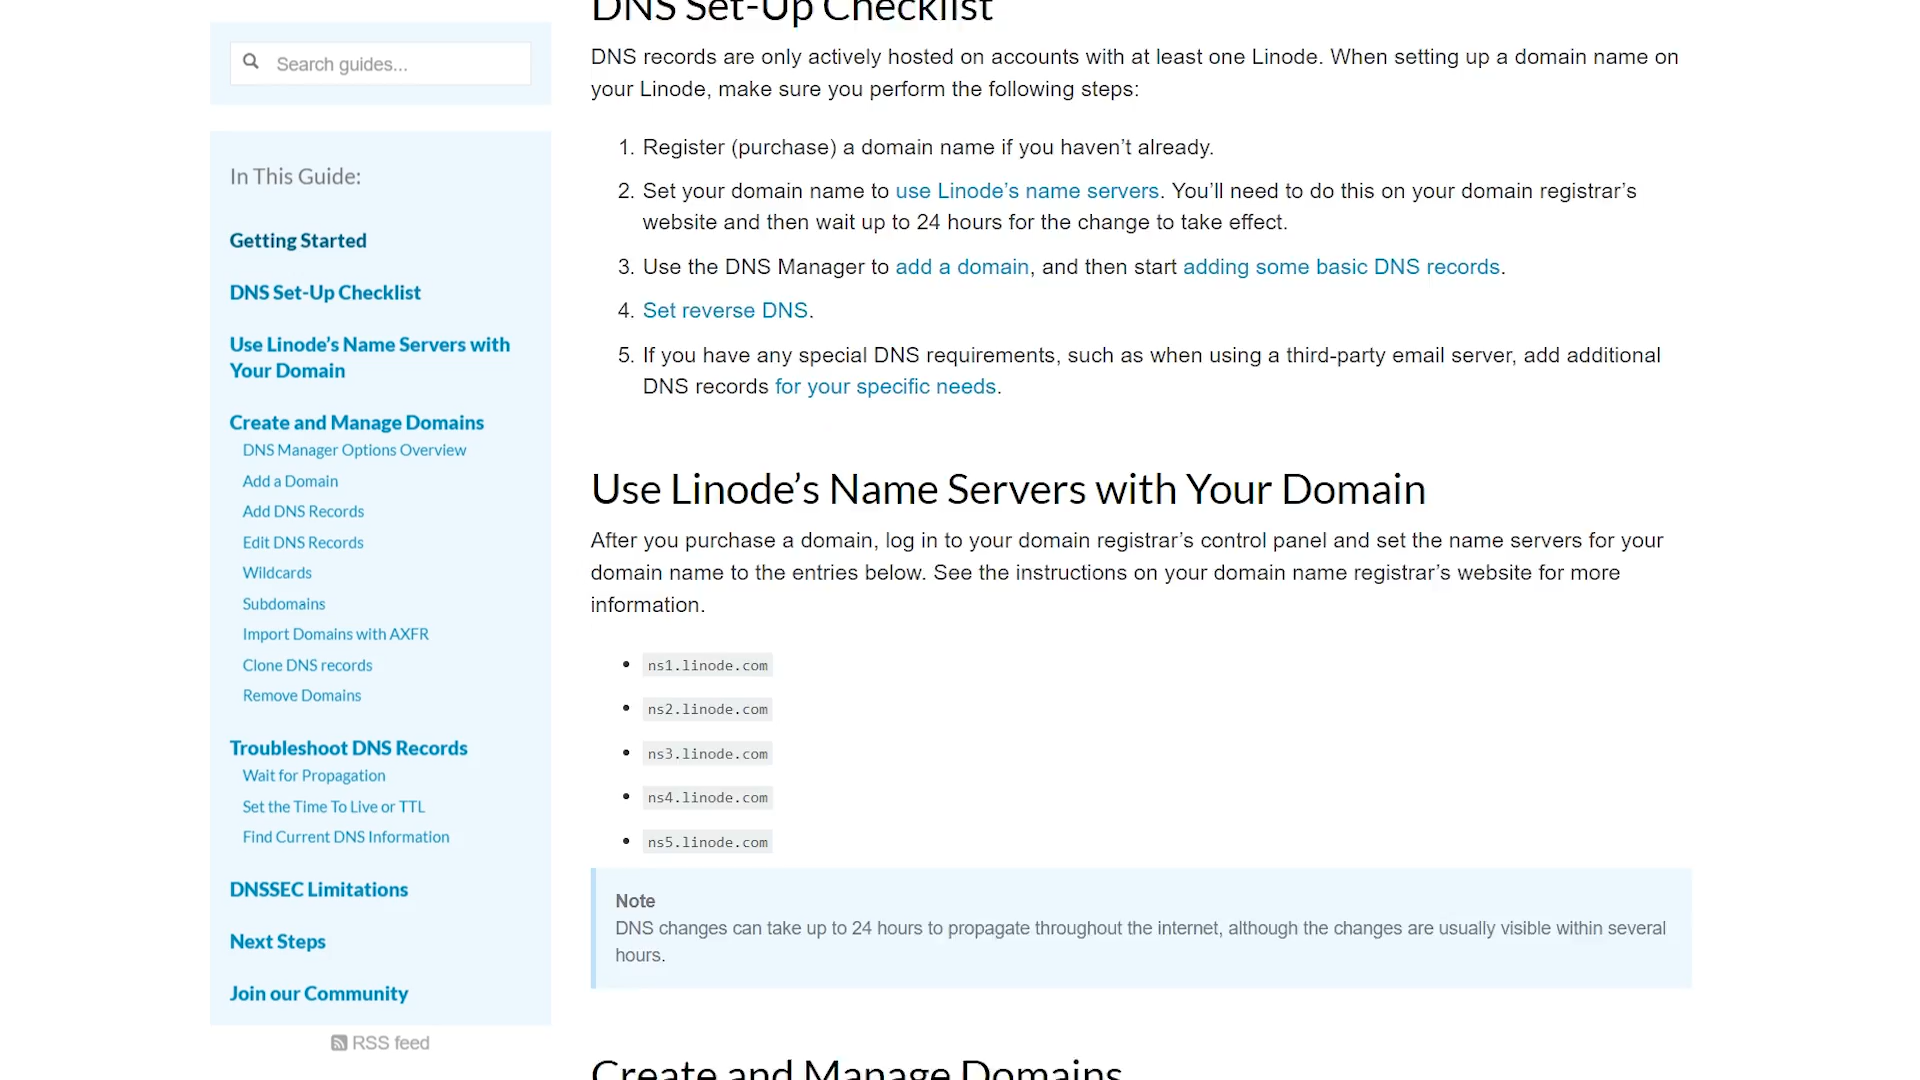 Search guides...
In This Guide:
Getting Started
DNS Set-Up Checklist
Use Linode’s Name Servers with
Your Domain
Create and Manage Domains
DNS Manager Options Overview
Add a Domain
Add DNS Records
Edit DNS Records
Wildcards
Subdomains
Import Domains with AXFR
Clone DNS records
Remove Domains
Troubleshoot DNS Records
Wait for Propagation
Set the Time To Live or TTL
Find Current DNS Information
DNSSEC Limitations
Next Steps
Join our Community
RSS feed
DNS Set-Up Checklist
DNS records are only actively hosted on accounts with at least one Linode. When setting up a domain name on
your Linode, make sure you perform the following steps:
1. Register (purchase) a domain name if you haven’t already.
2. Set your domain name to use Linode’s name servers. You’ll need to do this on your domain registrar’s
website and then wait up to 24 hours for the change to take effect.
3. Use the DNS Manager to add a domain, and then start adding some basic DNS records.
4. Set reverse DNS.
5. If you have any special DNS requirements, such as when using a third-party email server, add additional
DNS records for your specific needs.
Use Linode’s Name Servers with Your Domain
After you purchase a domain, log in to your domain registrar’s control panel and set the name servers for your
domain name to the entries below. See the instructions on your domain name registrar’s website for more
information.
• ns1.linode.com
• ns2.linode.com
• ns3.linode.com
• ns4.linode.com
• ns5.linode.com
Note
DNS changes can take up to 24 hours to propagate throughout the internet, although the changes are usually visible within several
hours.
Create and Manage Domains